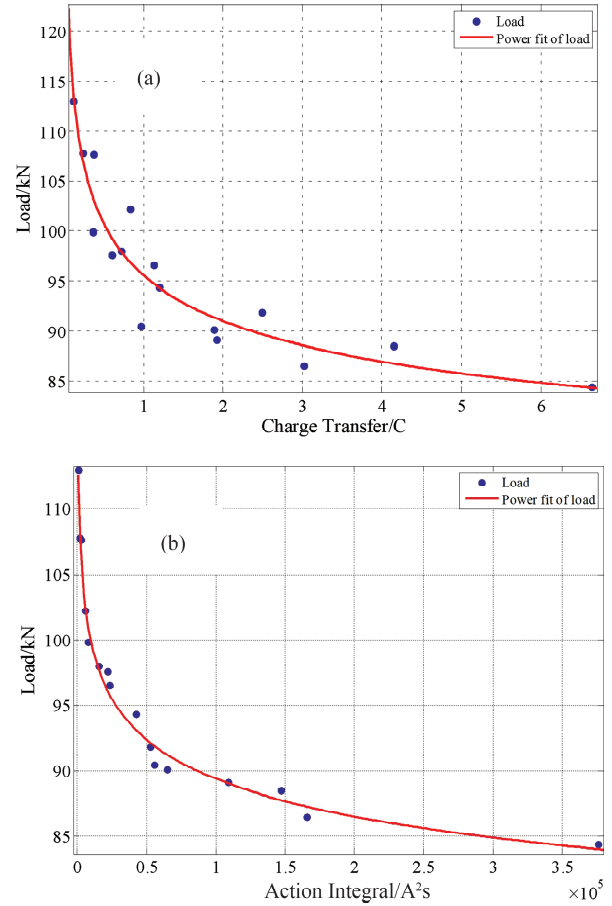 Load
Power fit of load
(a)
120
115
110
105
100
95
90
85
Load/kN
1 2 3 4 5 6
Charge Transfer/C
Load
Power fit of load
(b)
110
105
100
95
90
85
Load/kN
0 0.5 1 1.5 2 2.5 3 3.5
×10⁵
Action Integral/A²s